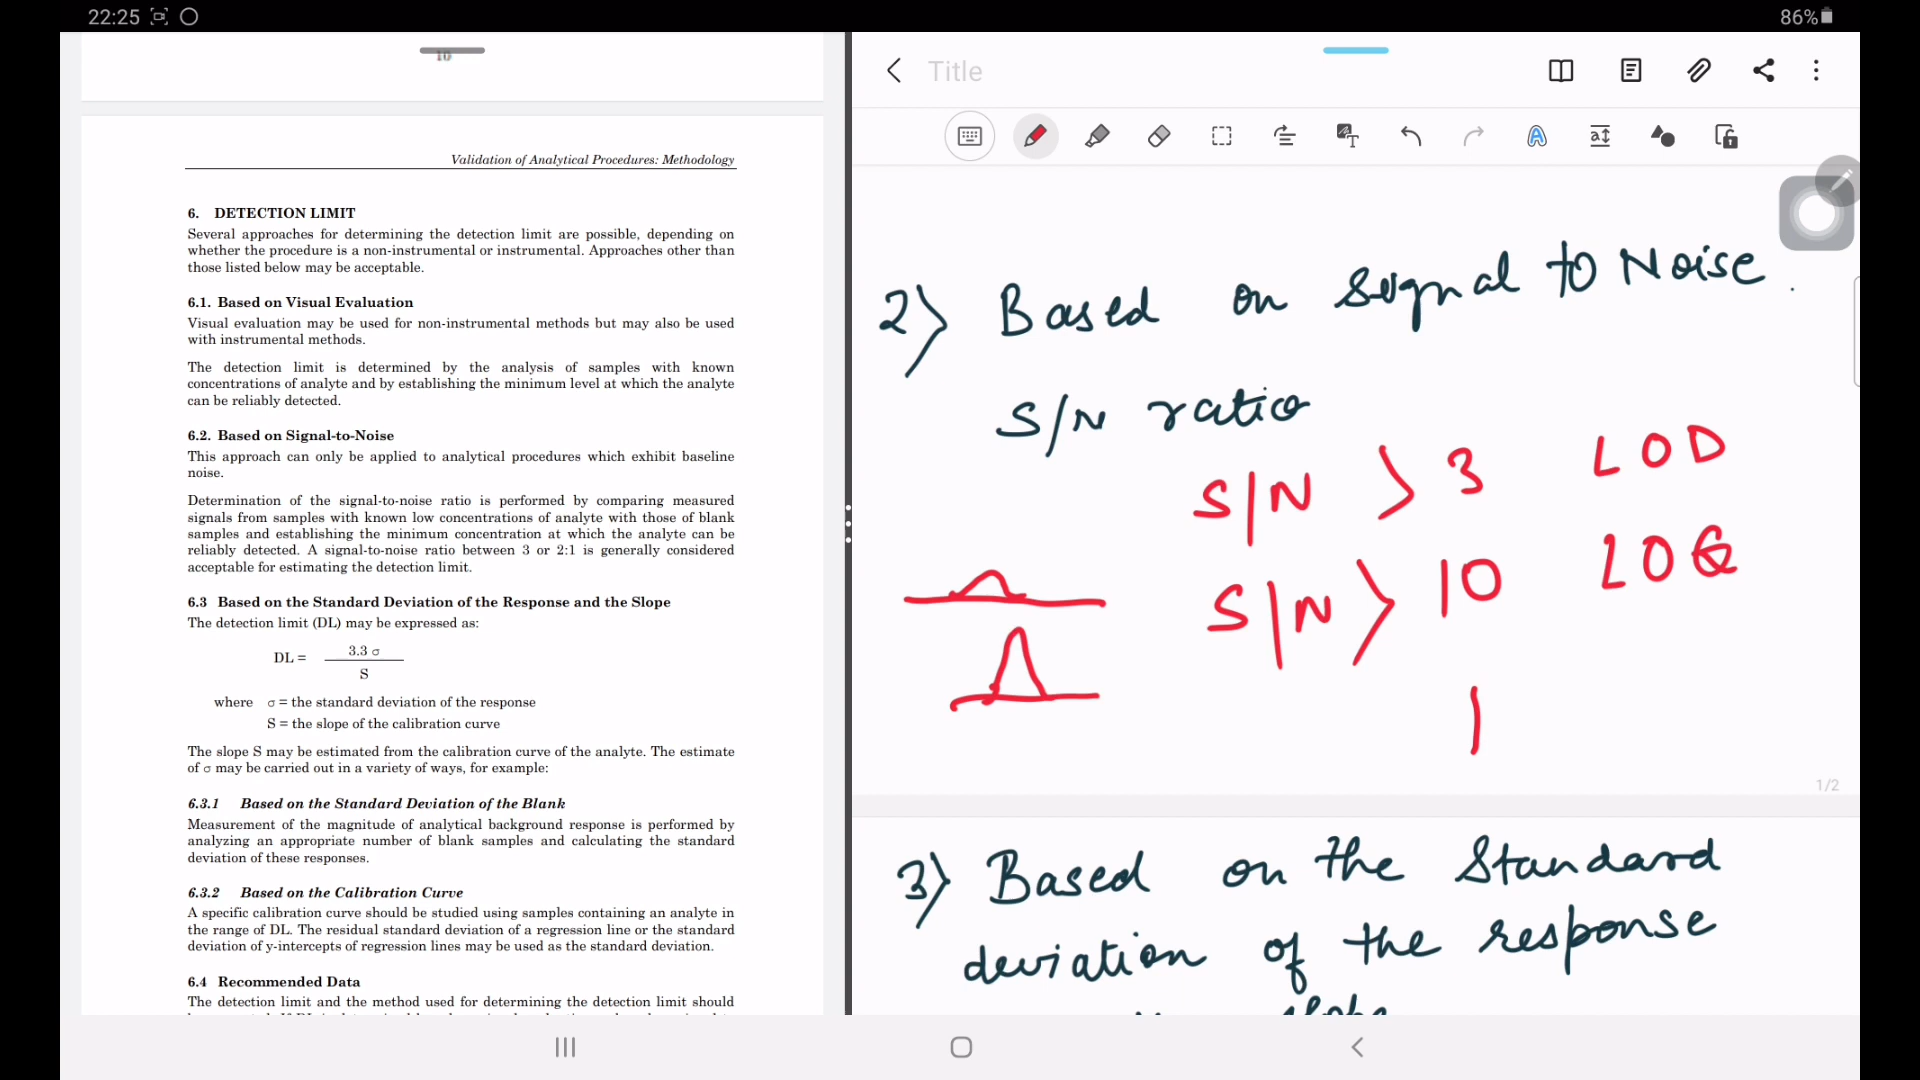 22:25
86%
10
Validation of Analytical Procedures: Methodology
6. DETECTION LIMIT
Several approaches for determining the detection limit are possible, depending on
whether the procedure is a non-instrumental or instrumental. Approaches other than
those listed below may be acceptable.
6.1. Based on Visual Evaluation
Visual evaluation may be used for non-instrumental methods but may also be used
with instrumental methods.
The detection limit is determined by the analysis of samples with known
concentrations of analyte and by establishing the minimum level at which the analyte
can be reliably detected.
6.2. Based on Signal-to-Noise
This approach can only be applied to analytical procedures which exhibit baseline
noise.
Determination of the signal-to-noise ratio is performed by comparing measured
signals from samples with known low concentrations of analyte with those of blank
samples and establishing the minimum concentration at which the analyte can be
reliably detected. A signal-to-noise ratio between 3 or 2:1 is generally considered
acceptable for estimating the detection limit.
6.3 Based on the Standard Deviation of the Response and the Slope
The detection limit (DL) may be expressed as:
DL = 3.3 σ
S
where σ = the standard deviation of the response
S = the slope of the calibration curve
The slope S may be estimated from the calibration curve of the analyte. The estimate
of σ may be carried out in a variety of ways, for example:
6.3.1 Based on the Standard Deviation of the Blank
Measurement of the magnitude of analytical background response is performed by
analyzing an appropriate number of blank samples and calculating the standard
deviation of these responses.
6.3.2 Based on the Calibration Curve
A specific calibration curve should be studied using samples containing an analyte in
the range of DL. The residual standard deviation of a regression line or the standard
deviation of y-intercepts of regression lines may be used as the standard deviation.
6.4 Recommended Data
The detection limit and the method used for determining the detection limit should
Title
2) Based on Signal to Noise.
S/N ratio
S/N > 3 LOD
S/N > 10 LOQ
1/2
3) Based on the Standard
deviation of the response